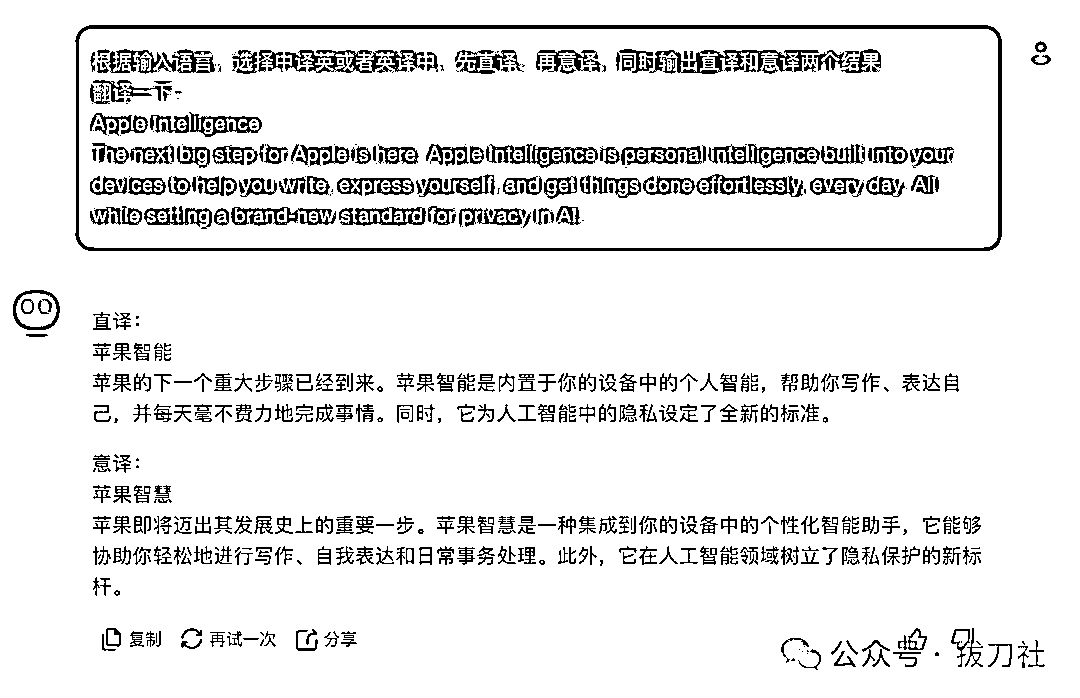 根据输入语言，选择中译英或者英译中，先直译、再意译，同时输出直译和意译两个结果
翻译一下：
Apple Intelligence
The next big step for Apple is here. Apple Intelligence is personal intelligence built into your
devices to help you write, express yourself, and get things done effortlessly, every day. All
while setting a brand-new standard for privacy in AI.
直译：
苹果智能
苹果的下一个重大步骤已经到来。苹果智能是内置于你的设备中的个人智能，帮助你写作、表达自
己，并每天毫不费力地完成事情。同时，它为人工智能中的隐私设定了全新的标准。
意译：
苹果智慧
苹果即将迈出其发展史上的重要一步。苹果智慧是一种集成到你的设备中的个性化智能助手，它能够
协助你轻松地进行写作、自我表达和日常事务处理。此外，它在人工智能领域树立了隐私保护的新标
杆。
复制 再试一次 分享
公众号 · 拔刀社